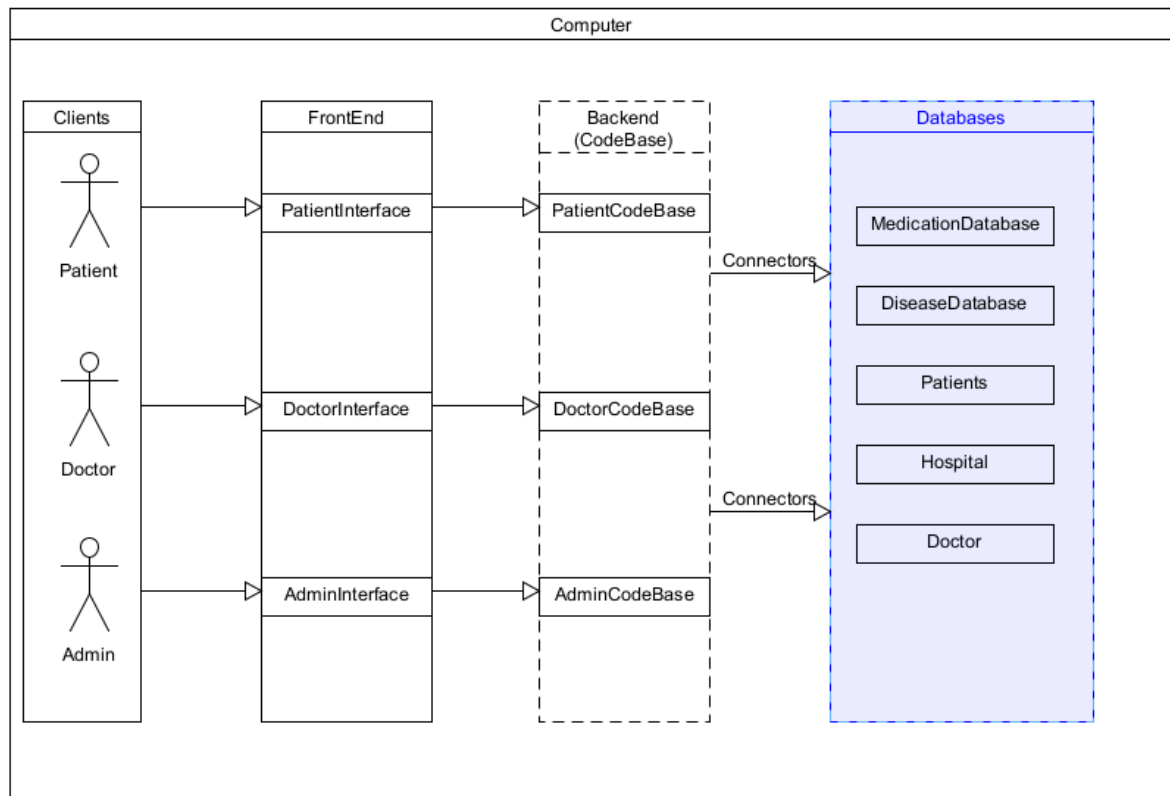 Computer
Clients
FrontEnd
Backend
(CodeBase)
Databases
Patient
PatientInterface
PatientCodeBase
Connectors
MedicationDatabase
DiseaseDatabase
Patients
Doctor
DoctorInterface
DoctorCodeBase
Hospital
Connectors
Doctor
Admin
AdminInterface
AdminCodeBase